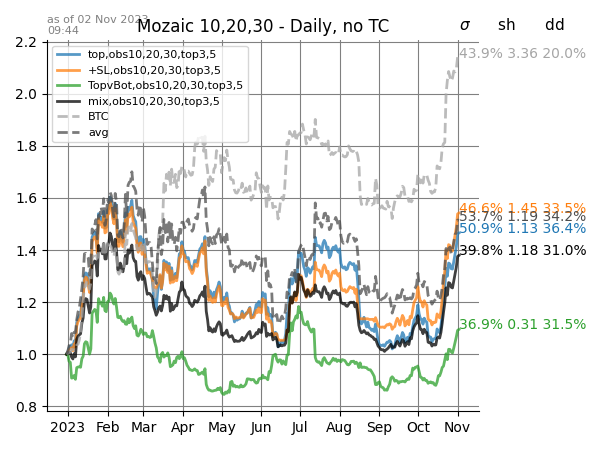 as of 02 Nov 2023
09:44
Mozaic 10,20,30 - Daily, no TC
σ sh dd
2.2
2.0
1.8
1.6
1.4
1.2
1.0
0.8
top,obs10,20,30,top3,5
+SL,obs10,20,30,top3,5
TopvBot,obs10,20,30,top3,5
mix,obs10,20,30,top3,5
BTC
avg
43.9% 3.36 20.0%
46.6% 1.45 33.5%
53.7% 1.19 34.2%
50.9% 1.13 36.4%
39.8% 1.18 31.0%
36.9% 0.31 31.5%
2023 Feb Mar Apr May Jun Jul Aug Sep Oct Nov